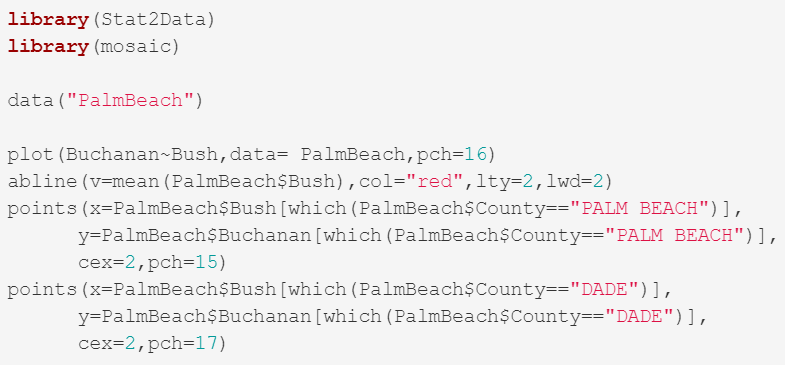 library(Stat2Data)
library(mosaic)
data("PalmBeach")
plot(Buchanan~Bush,data= PalmBeach,pch=16)
abline(v=mean(PalmBeach$Bush),col="red",lty=2,lwd=2)
points(x=PalmBeach$Bush[which(PalmBeach$County=="PALM BEACH")],
y=PalmBeach$Buchanan[which(PalmBeach$County=="PALM BEACH")],
cex=2,pch=15)
points(x=PalmBeach$Bush[which(PalmBeach$County=="DADE")],
y=PalmBeach$Buchanan[which(PalmBeach$County=="DADE")],
cex=2,pch=17)